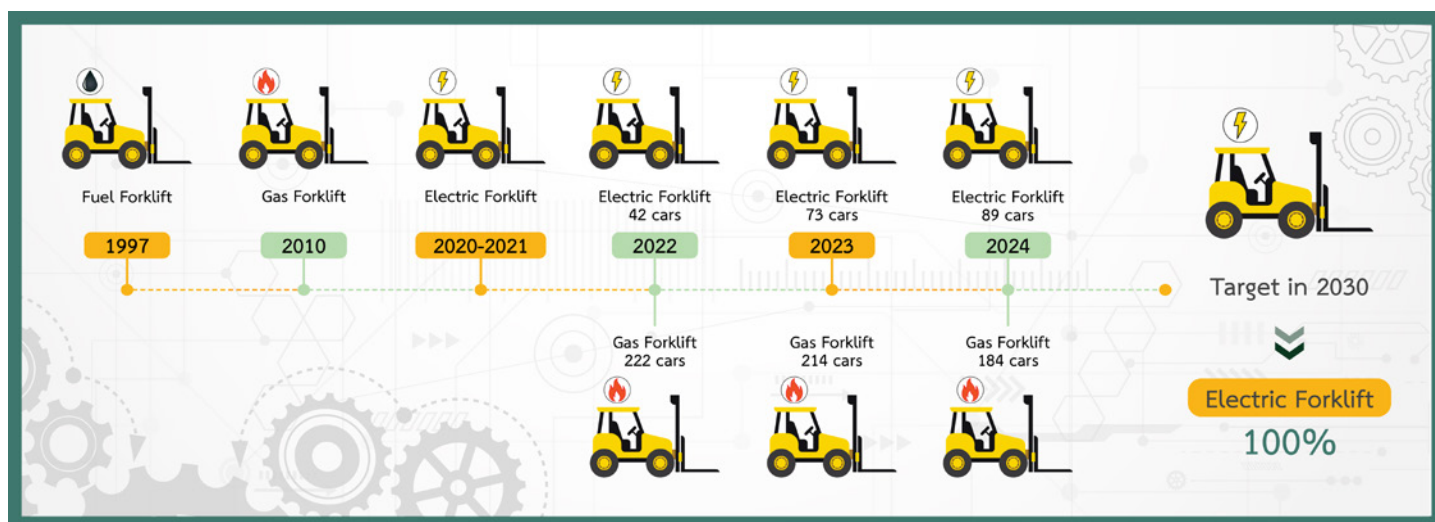 Fuel Forklift
1997
Gas Forklift
2010
Electric Forklift
2020-2021
Electric Forklift
42 cars
2022
Gas Forklift
222 cars
Electric Forklift
73 cars
2023
Gas Forklift
214 cars
Electric Forklift
89 cars
2024
Gas Forklift
184 cars
Target in 2030
Electric Forklift
100%